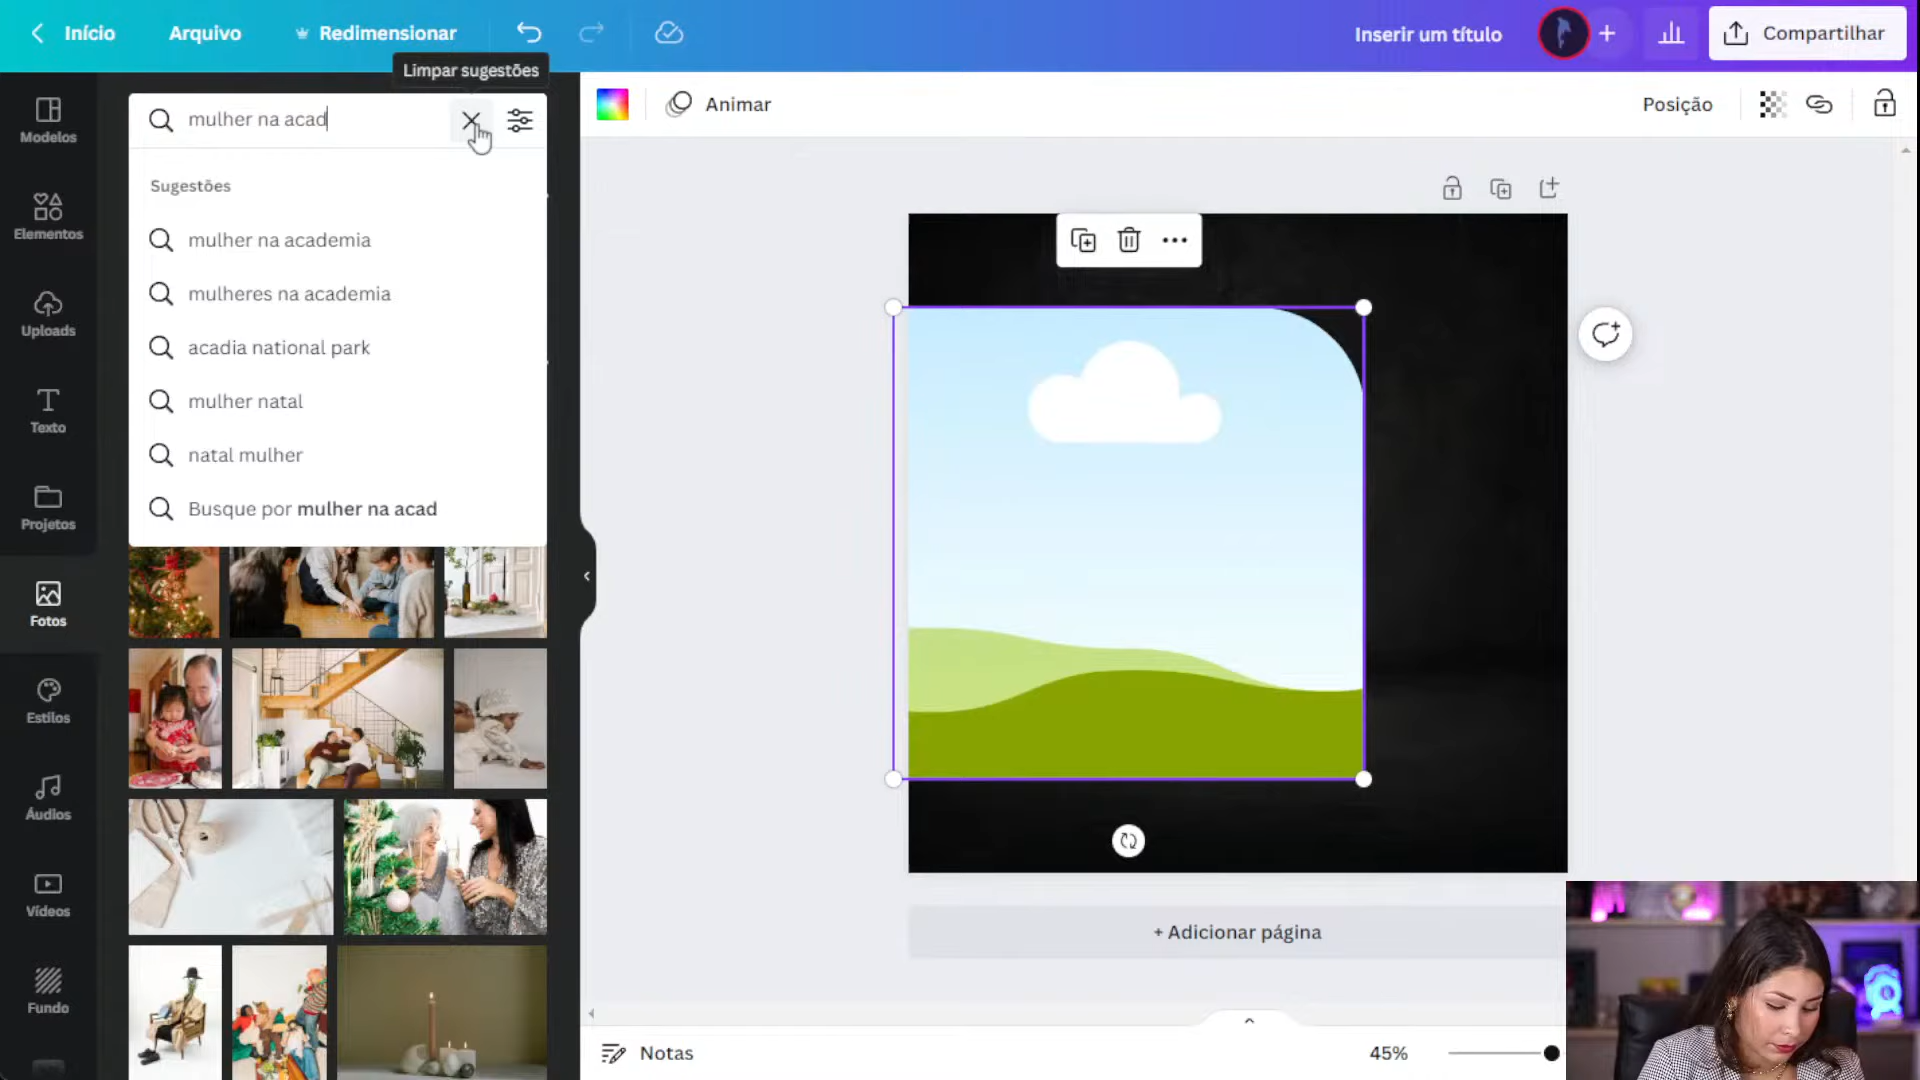 Início
Arquivo
Redimensionar
Inserir um título
Compartilhar
Limpar sugestões
mulher na acad
Animar
Posição
Modelos
Elementos
Uploads
Texto
Projetos
Fotos
Estilos
Áudios
Vídeos
Fundo
Sugestões
mulher na academia
mulheres na academia
acadia national park
mulher natal
natal mulher
Busque por mulher na acad
+ Adicionar página
Notas
45%